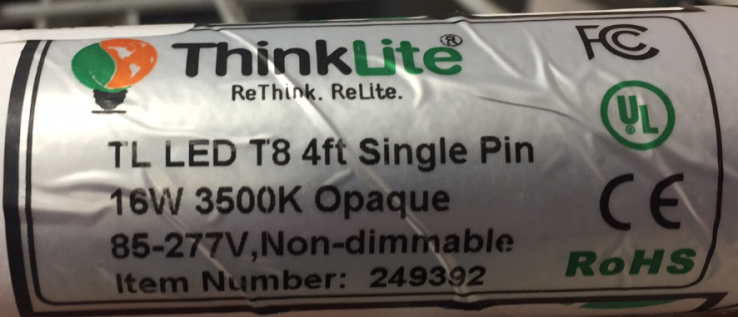 ThinkLite®
ReThink. ReLite.
TL LED T8 4ft Single Pin
16W 3500K Opaque
85-277V,Non-dimmable
Item Number: 249392
FCC
UL®
CE
RoHS